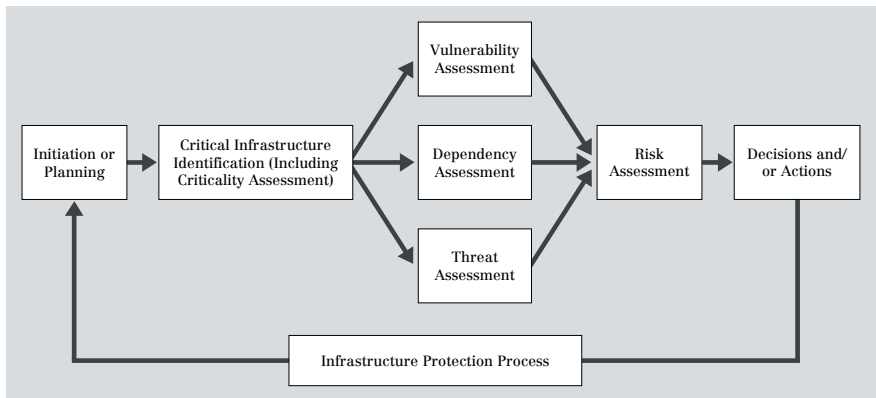 Vulnerability
Assessment
Initiation or
Planning
Critical Infrastructure
Identification (Including
Criticality Assessment)
Dependency
Assessment
Risk
Assessment
Decisions and/
or Actions
Threat
Assessment
Infrastructure Protection Process